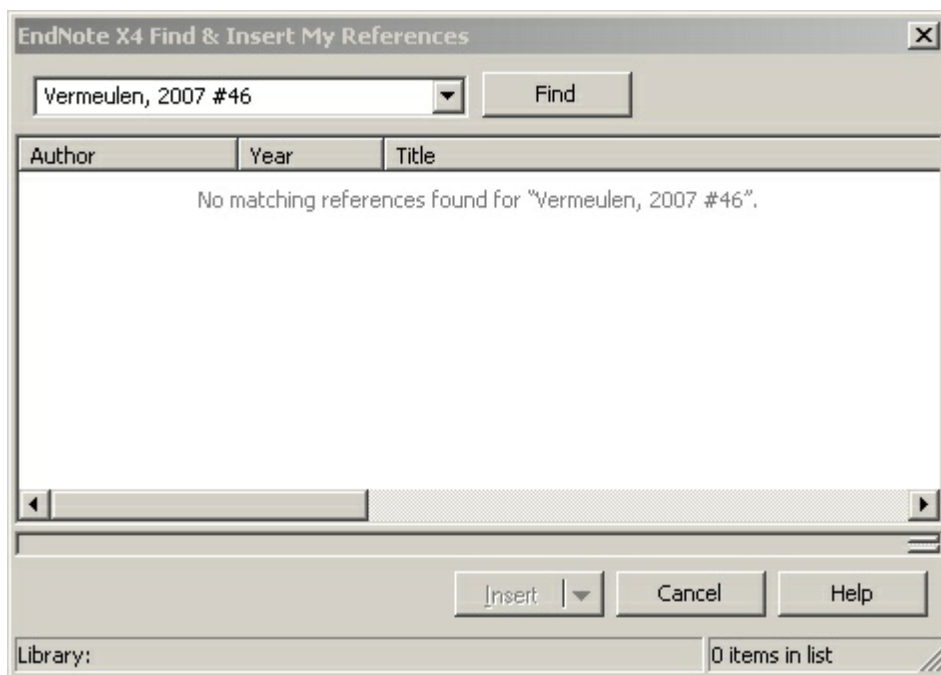 EndNote X4 Find & Insert My References
Vermeulen, 2007 #46 Find
Author Year Title
No matching references found for "Vermeulen, 2007 #46".
Insert Cancel Help
Library: 0 items in list